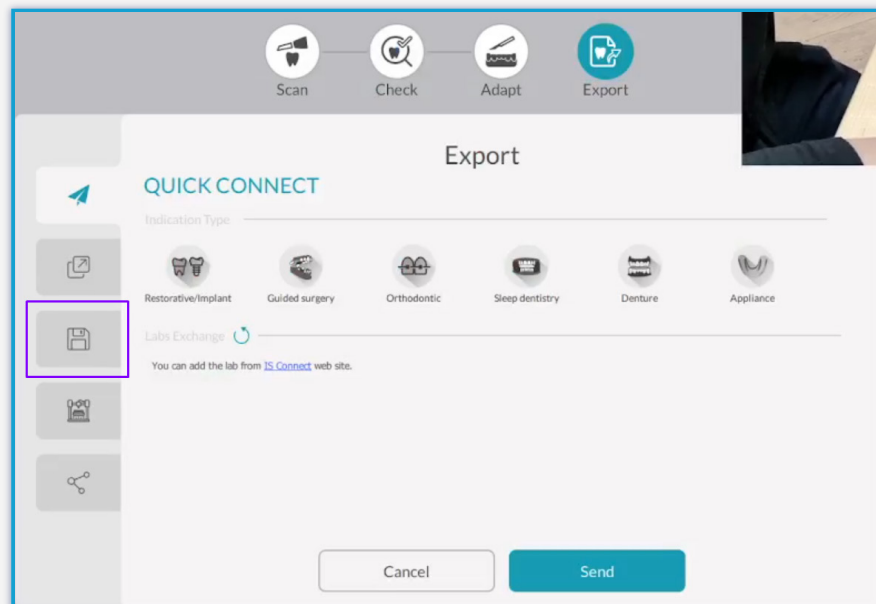 Scan Check Adapt Export
Export
QUICK CONNECT
Indication Type
Restorative/Implant Guided surgery Orthodontic Sleep dentistry Denture Appliance
Labs Exchange
You can add the lab from IS Connect web site.
Cancel Send